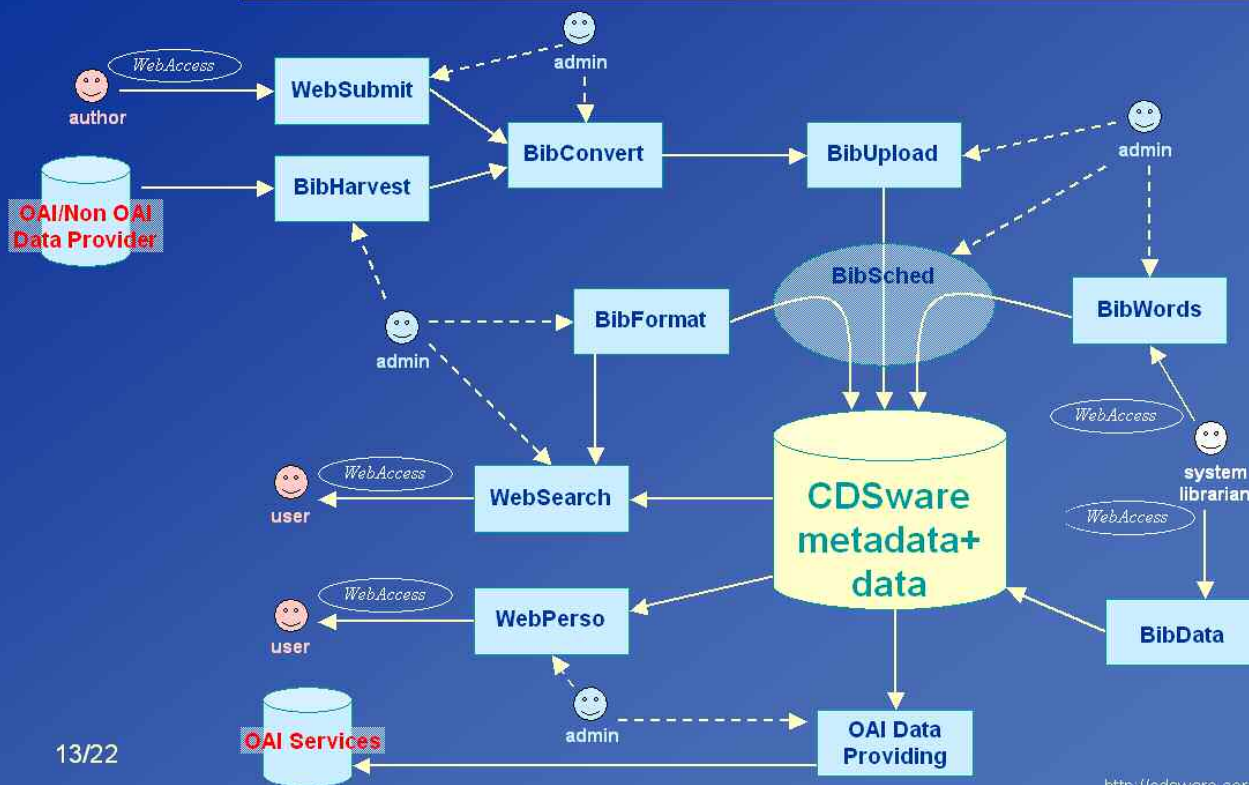 admin
WebAccess
WebSubmit
author
admin
BibConvert
BibUpload
BibHarvest
OAI/Non OAI
Data Provider
BibSched
BibFormat
BibWords
admin
WebAccess
WebAccess
WebSearch
user
system
librarian
CDSware
metadata+
data
WebAccess
WebAccess
WebPerso
user
BibData
admin
OAI Data
Providing
OAI Services
13/22